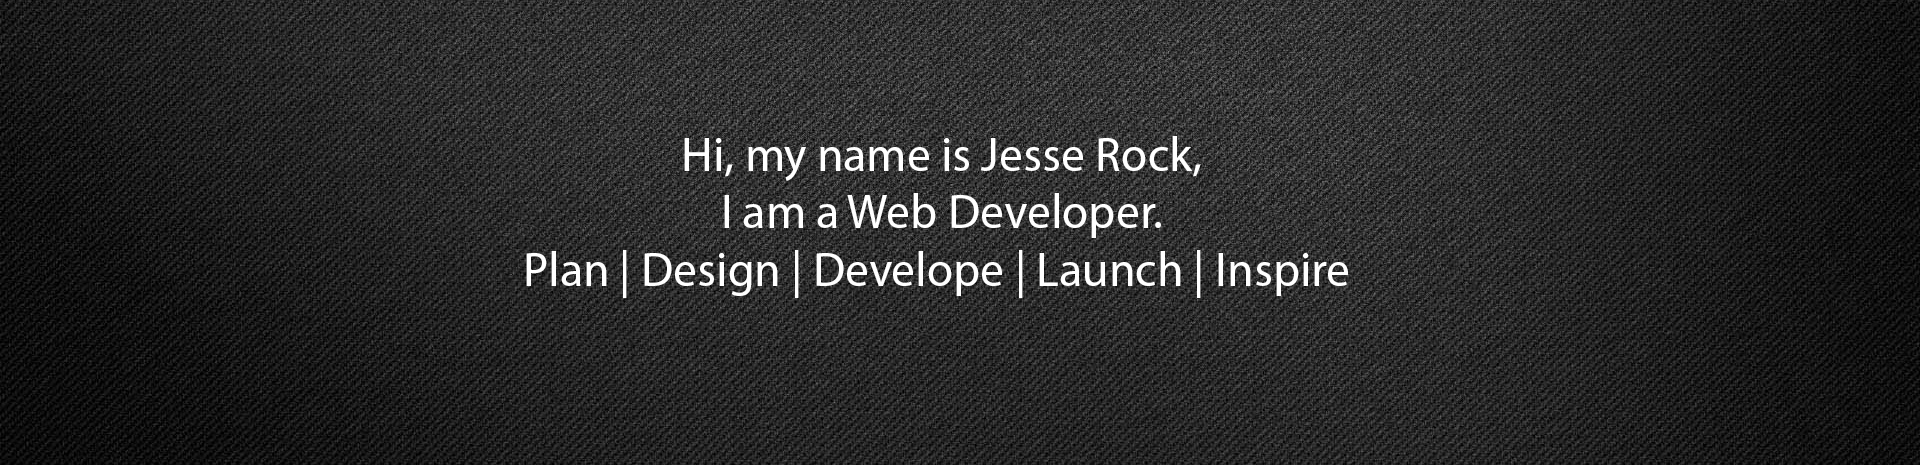 Hi, my name is Jesse Rock,
I am a Web Developer.
Plan | Design | Develope | Launch | Inspire